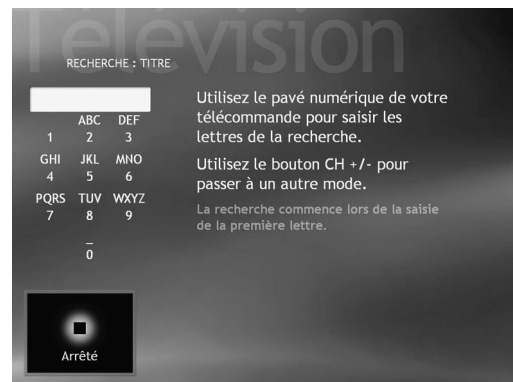 Télévision
RECHERCHE : TITRE
ABC DEF
1 2 3
GHI JKL MNO
4 5 6
PQRS TUV WXYZ
7 8 9
_
0
Utilisez le pavé numérique de votre
télécommande pour saisir les
lettres de la recherche.
Utilisez le bouton CH +/- pour
passer à un autre mode.
La recherche commence lors de la saisie
de la première lettre.
Arrêté